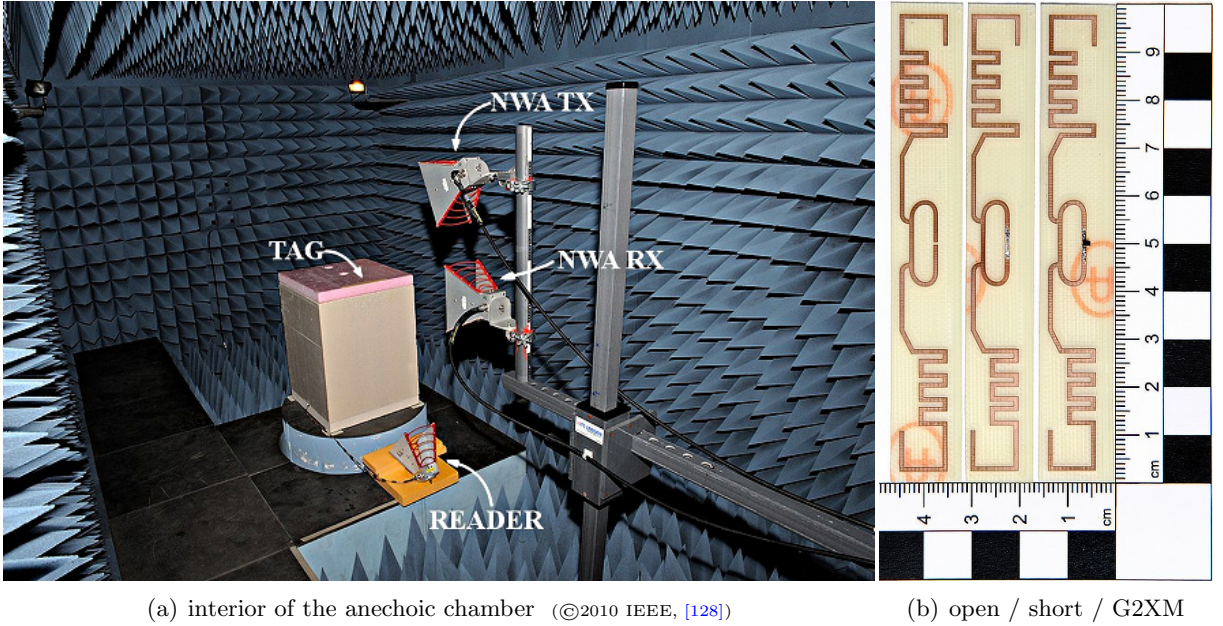 NWA TX
TAG
NWA RX
READER
9
8
7
6
5
4
3
2
1
cm
4
3
2
1
cm
(a) interior of the anechoic chamber (©2010 IEEE, [128])
(b) open / short / G2XM